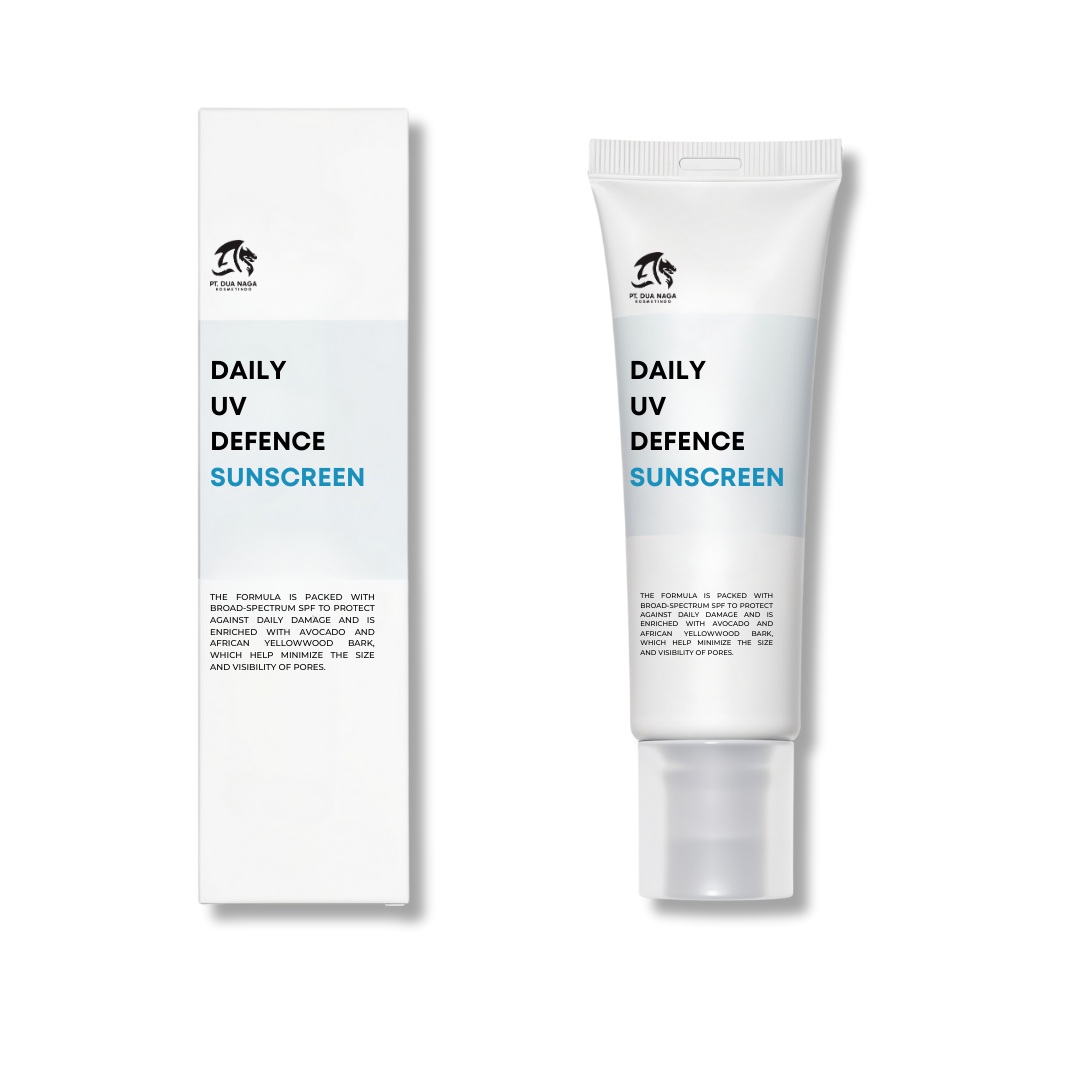 PT. DUA NAGA
KOSMETINDO
DAILY
UV
DEFENCE
SUNSCREEN
THE FORMULA IS PACKED WITH
BROAD-SPECTRUM SPF TO PROTECT
AGAINST DAILY DAMAGE AND IS
ENRICHED WITH AVOCADO AND
AFRICAN YELLOWWOOD BARK,
WHICH HELP MINIMIZE THE SIZE
AND VISIBILITY OF PORES.
PT. DUA NAGA
KOSMETINDO
DAILY
UV
DEFENCE
SUNSCREEN
THE FORMULA IS PACKED WITH
BROAD-SPECTRUM SPF TO PROTECT
AGAINST DAILY DAMAGE AND IS
ENRICHED WITH AVOCADO AND
AFRICAN YELLOWWOOD BARK,
WHICH HELP MINIMIZE THE SIZE
AND VISIBILITY OF PORES.